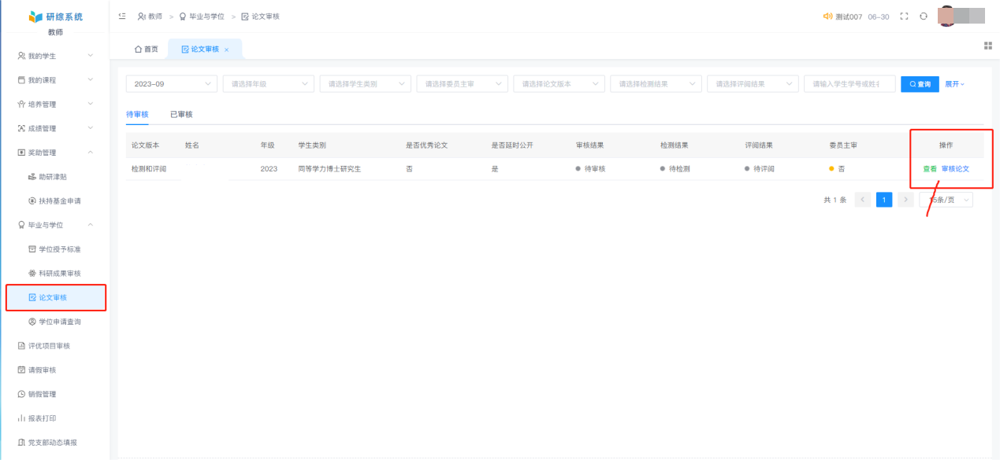 研综系统
教师
我的学生
我的课程
培养管理
成绩管理
奖助管理
助研津贴
扶持基金申请
毕业与学位
学位授予标准
科研成果审核
论文审核
学位申请查询
评优项目审核
请假审核
销假管理
报表打印
党支部动态填报
教师 > 毕业与学位 > 论文审核
测试007 06-30
首页 论文审核 ×
2023-09 请选择年级 请选择学生类别 请选择委员主审 请选择论文版本 请选择检测结果 请选择评阅结果 请输入学生学号或姓名 查询 展开
待审核 已审核
论文版本 姓名 年级 学生类别 是否优秀论文 是否延时公开 审核结果 检测结果 评阅结果 委员主审 操作
检测和评阅 2023 同等学力博士研究生 否 是 待审核 待检测 待评阅 否 查看 审核论文
共 1 条 < 1 > 15条/页